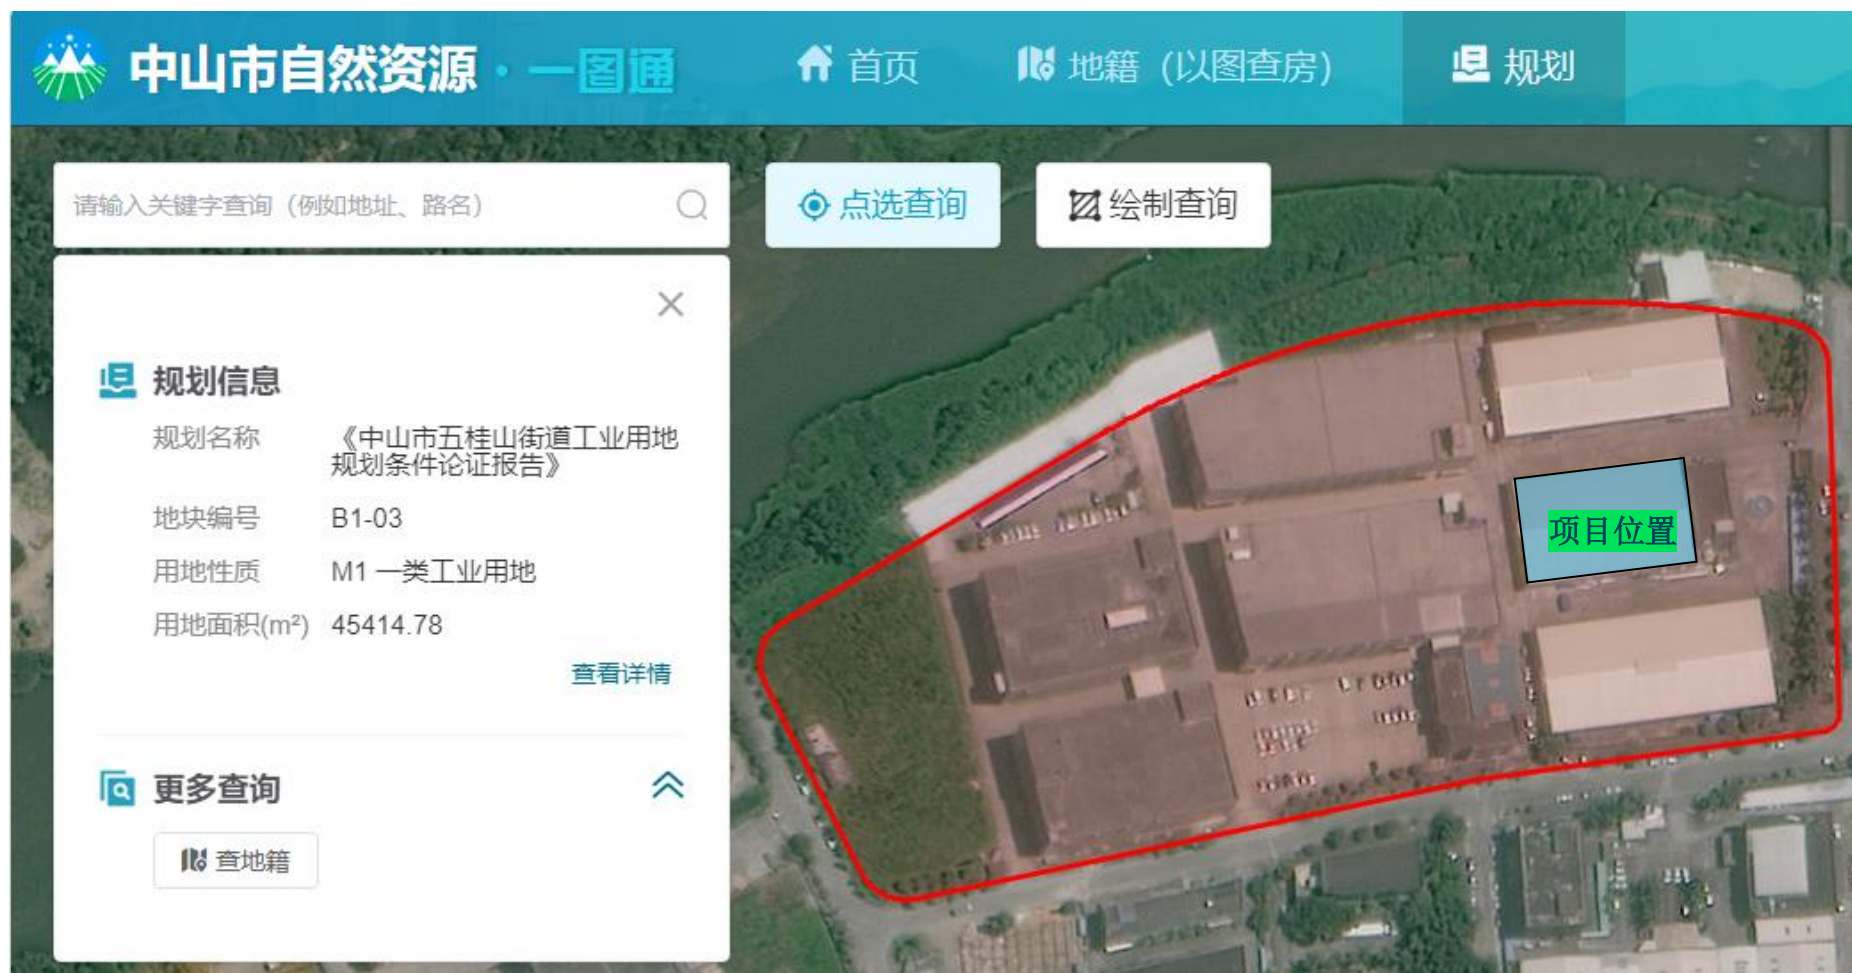 中山市自然资源·一图通
首页
地籍（以图查房）
规划
请输入关键字查询（例如地址、路名）
点选查询
绘制查询
规划信息
规划名称 《中山市五桂山街道工业用地
规划条件论证报告》
地块编号 B1-03
用地性质 M1 一类工业用地
用地面积(m²) 45414.78
查看详情
更多查询
查地籍
项目位置